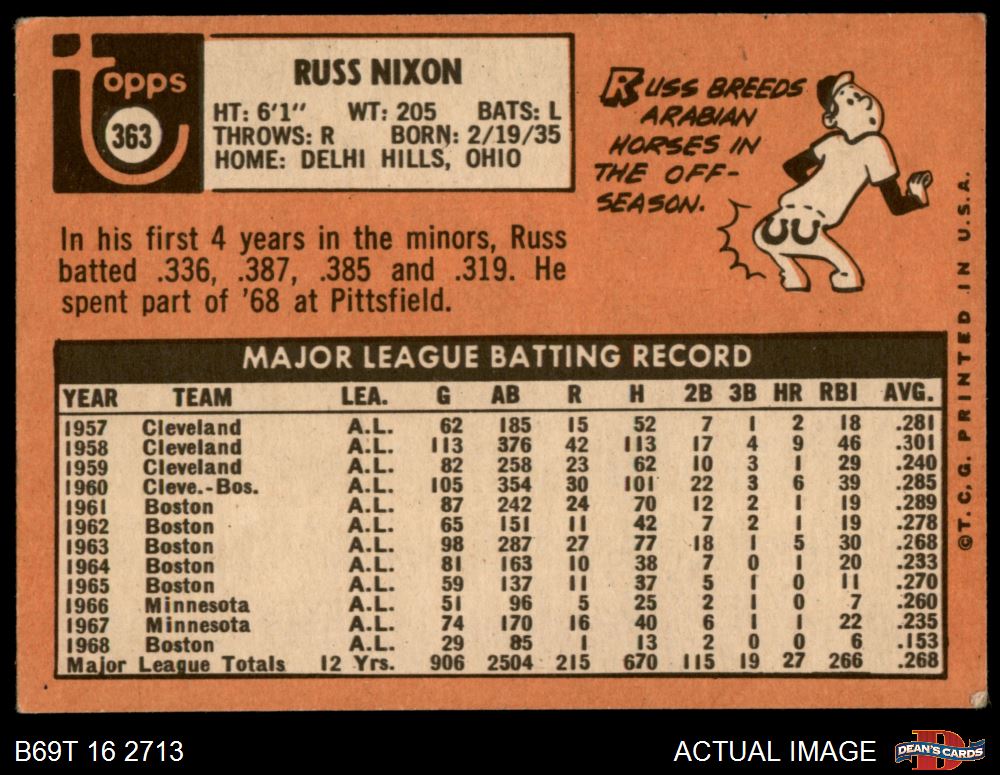 topps
363
RUSS NIXON
HT: 6'1" WT: 205 BATS: L
THROWS: R BORN: 2/19/35
HOME: DELHI HILLS, OHIO
RUSS BREEDS
ARABIAN
HORSES IN
THE OFF-
SEASON.
In his first 4 years in the minors, Russ
batted .336, .387, .385 and .319. He
spent part of '68 at Pittsfield.
MAJOR LEAGUE BATTING RECORD
YEAR TEAM LEA. G AB R H 2B 3B HR RBI AVG.
1957 Cleveland A.L. 62 185 15 52 7 1 2 18 .281
1958 Cleveland A.L. 113 376 42 113 17 4 9 46 .301
1959 Cleveland A.L. 82 258 23 62 10 3 1 29 .240
1960 Cleve.-Bos. A.L. 105 354 30 101 22 3 6 39 .285
1961 Boston A.L. 87 242 24 70 12 2 1 19 .289
1962 Boston A.L. 65 151 11 42 7 2 1 19 .278
1963 Boston A.L. 98 287 27 77 18 1 5 30 .268
1964 Boston A.L. 81 163 10 38 7 0 1 20 .233
1965 Boston A.L. 59 137 11 37 5 1 0 11 .270
1966 Minnesota A.L. 51 96 5 25 2 1 0 7 .260
1967 Minnesota A.L. 74 170 16 40 6 1 1 22 .235
1968 Boston A.L. 29 85 1 13 2 0 0 6 .153
Major League Totals 12 Yrs. 906 2504 215 670 115 19 27 266 .268
©T.C.G. PRINTED IN U.S.A.
B69T 16 2713
ACTUAL IMAGE
DEAN'S CARDS